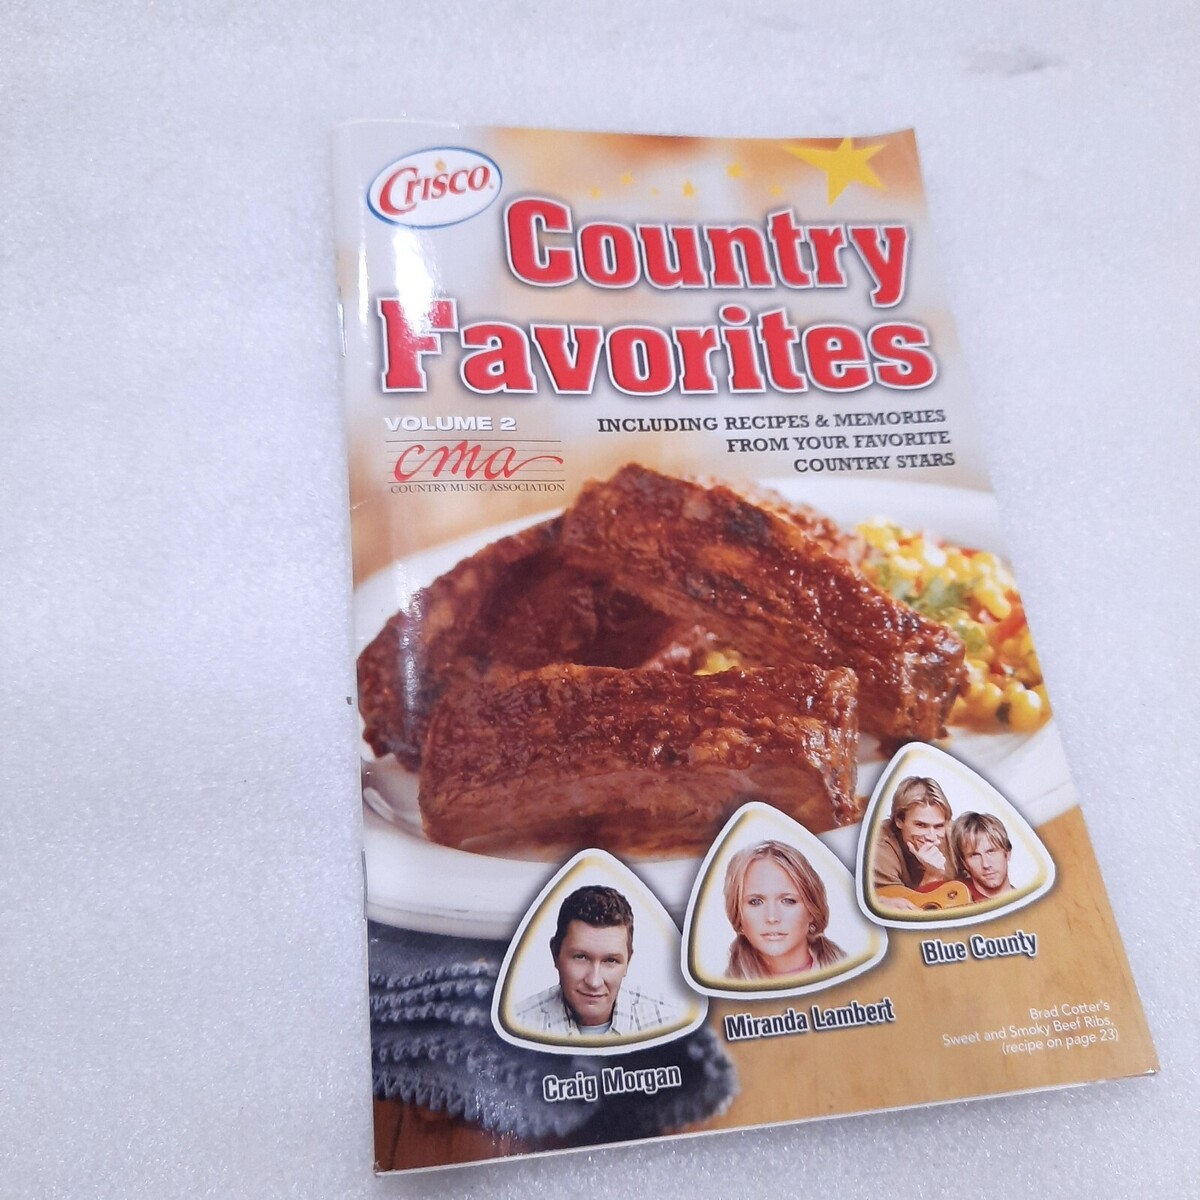 CRISCO.
Country
Favorites
VOLUME 2
cma
COUNTRY MUSIC ASSOCIATION
INCLUDING RECIPES & MEMORIES
FROM YOUR FAVORITE
COUNTRY STARS
Craig Morgan
Miranda Lambert
Blue County
Brad Cotter's
Sweet and Smoky Beef Ribs,
(recipe on page 23)